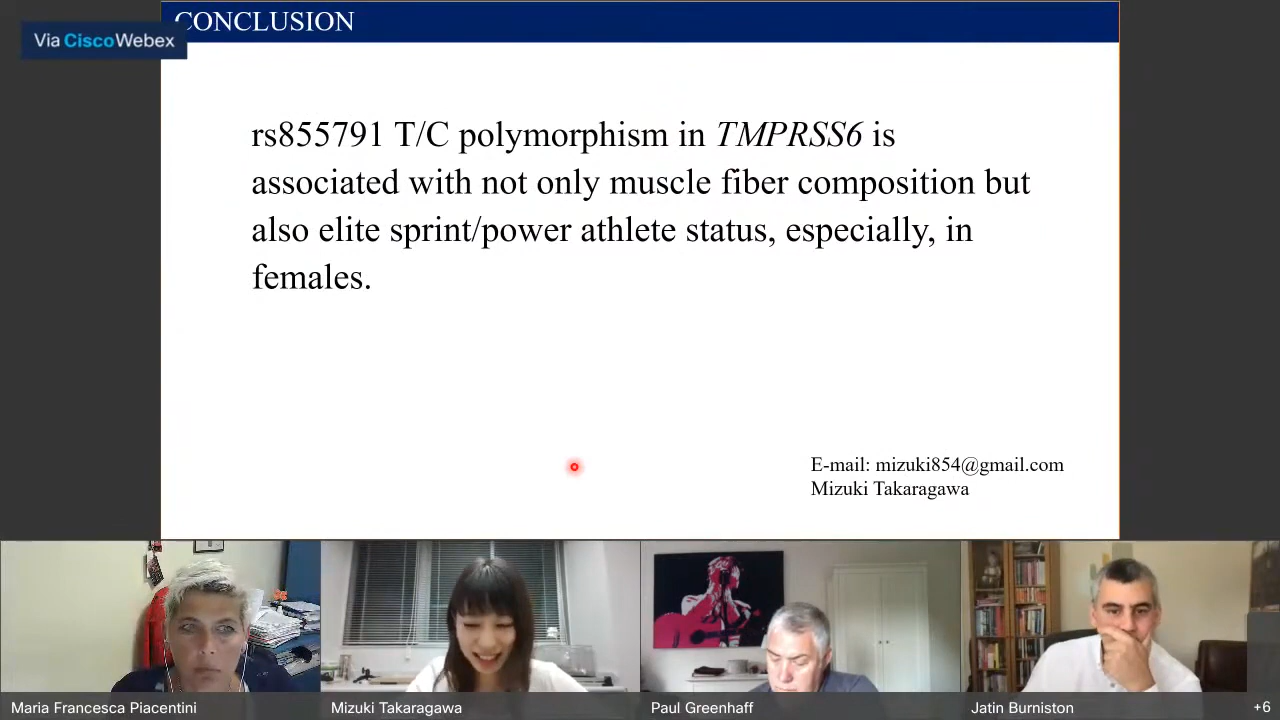 CONCLUSION
Via CiscoWebex
rs855791 T/C polymorphism in TMPRSS6 is
associated with not only muscle fiber composition but
also elite sprint/power athlete status, especially, in
females.
E-mail: mizuki854@gmail.com
Mizuki Takaragawa
Maria Francesca Piacentini
Mizuki Takaragawa
Paul Greenhaff
Jatin Burniston
+6